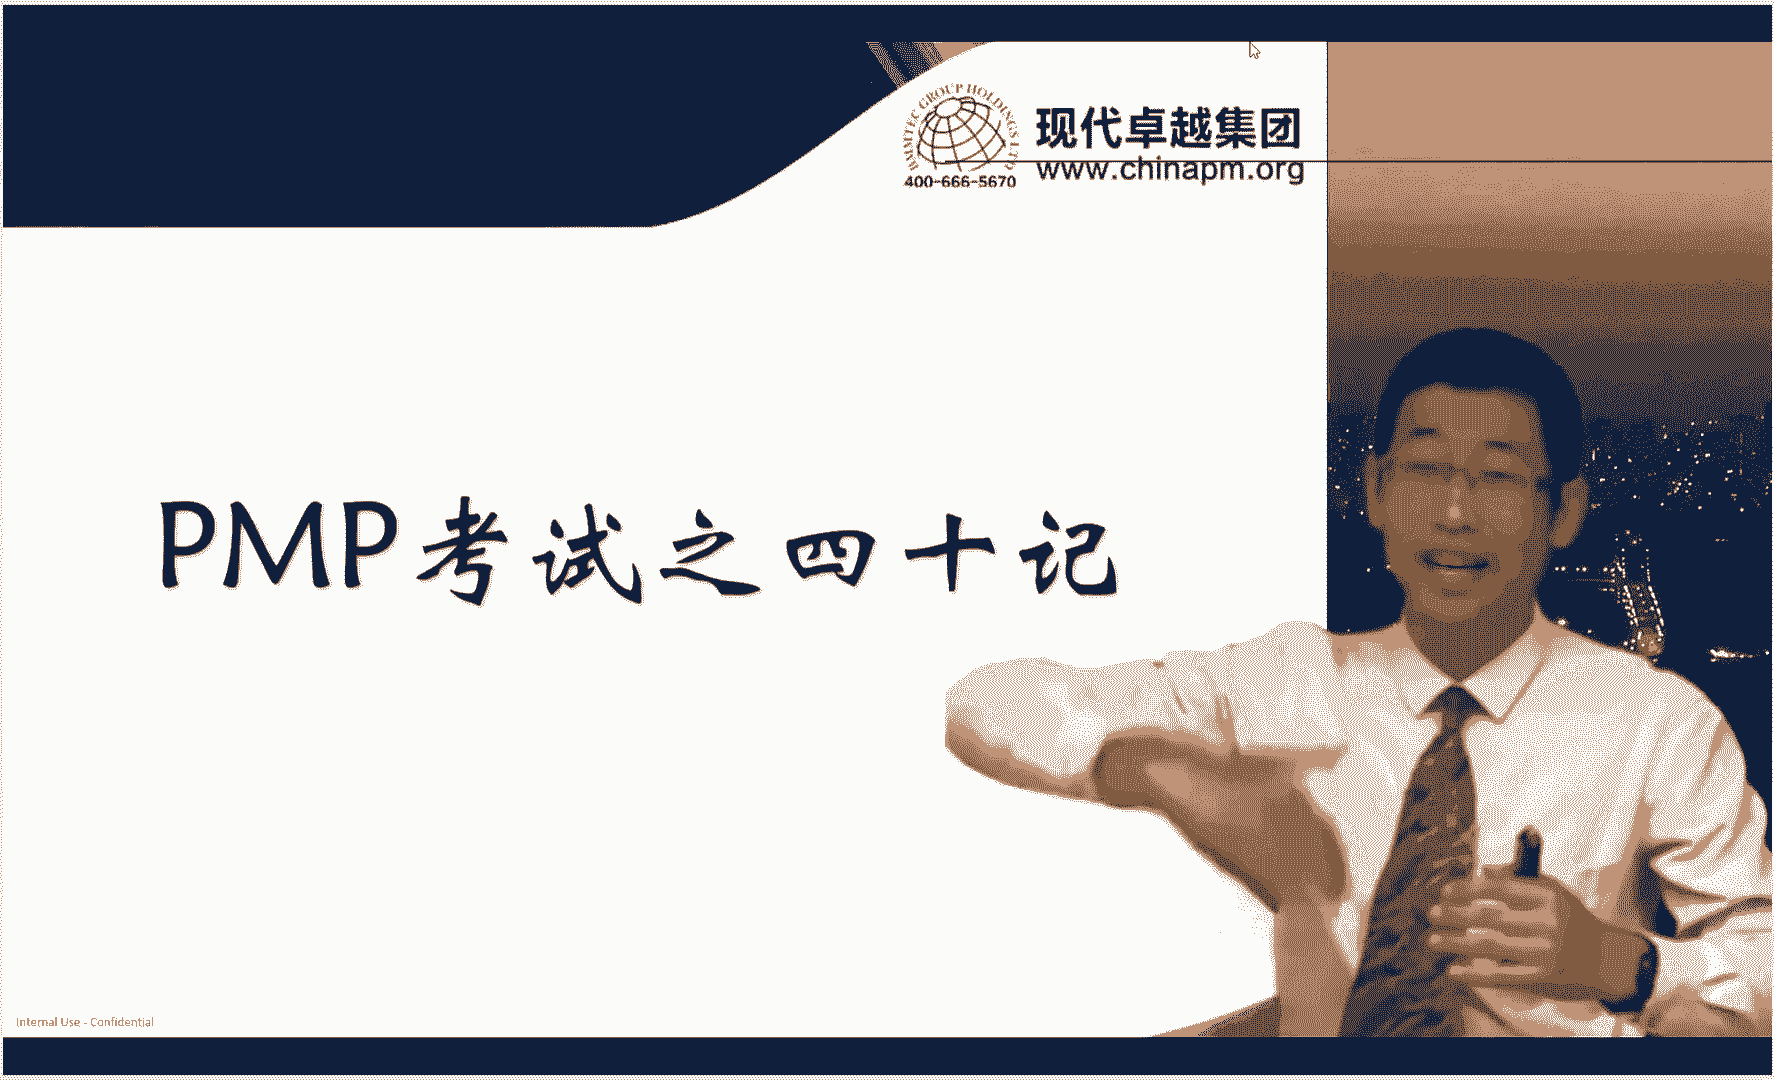 IMMTEC GROUP HOLDINGS LTD
400-666-5670
现代卓越集团
www.chinapm.org
PMP考试之四十记
Internal Use - Confidential